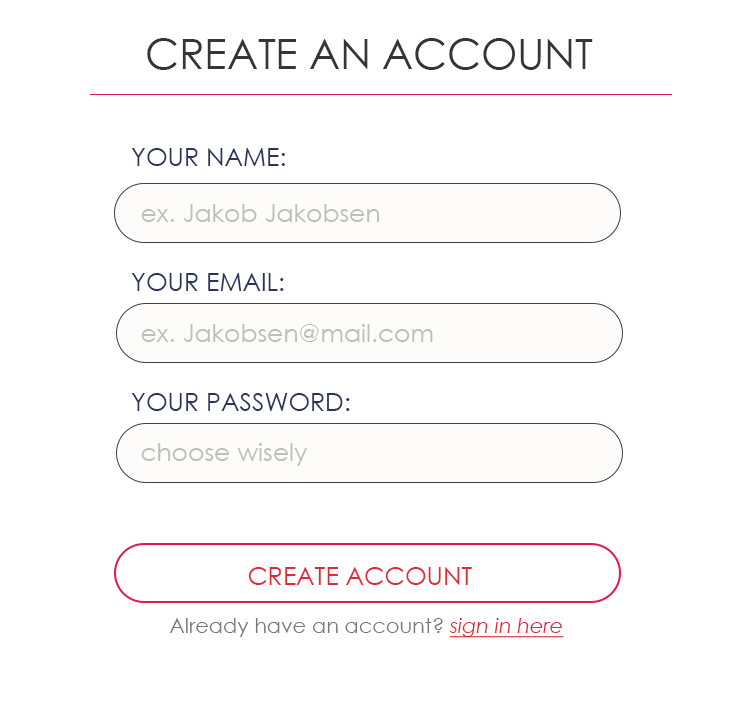 CREATE AN ACCOUNT
YOUR NAME:
ex. Jakob Jakobsen
YOUR EMAIL:
ex. Jakobsen@mail.com
YOUR PASSWORD:
choose wisely
CREATE ACCOUNT
Already have an account? sign in here